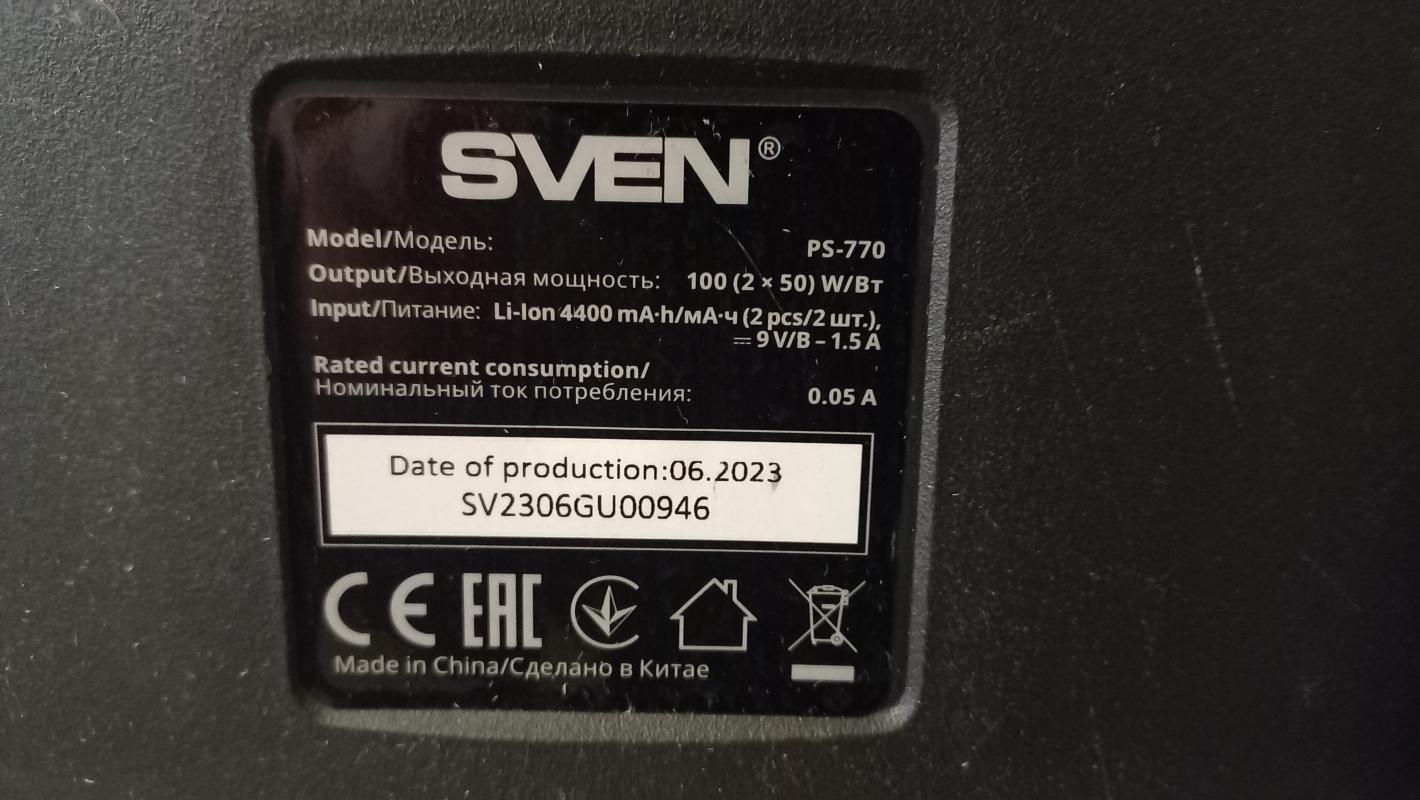 SVEN®
Model/Модель: PS-770
Output/Выходная мощность: 100 (2 × 50) W/Вт
Input/Питание: Li-Ion 4400 mA·h/мА·ч (2 pcs/2 шт.),
⎓ 9 V/В – 1.5 A
Rated current consumption/
Номинальный ток потребления: 0.05 A
Date of production:06.2023
SV2306GU00946
CE EAC
Made in China/Сделано в Китае